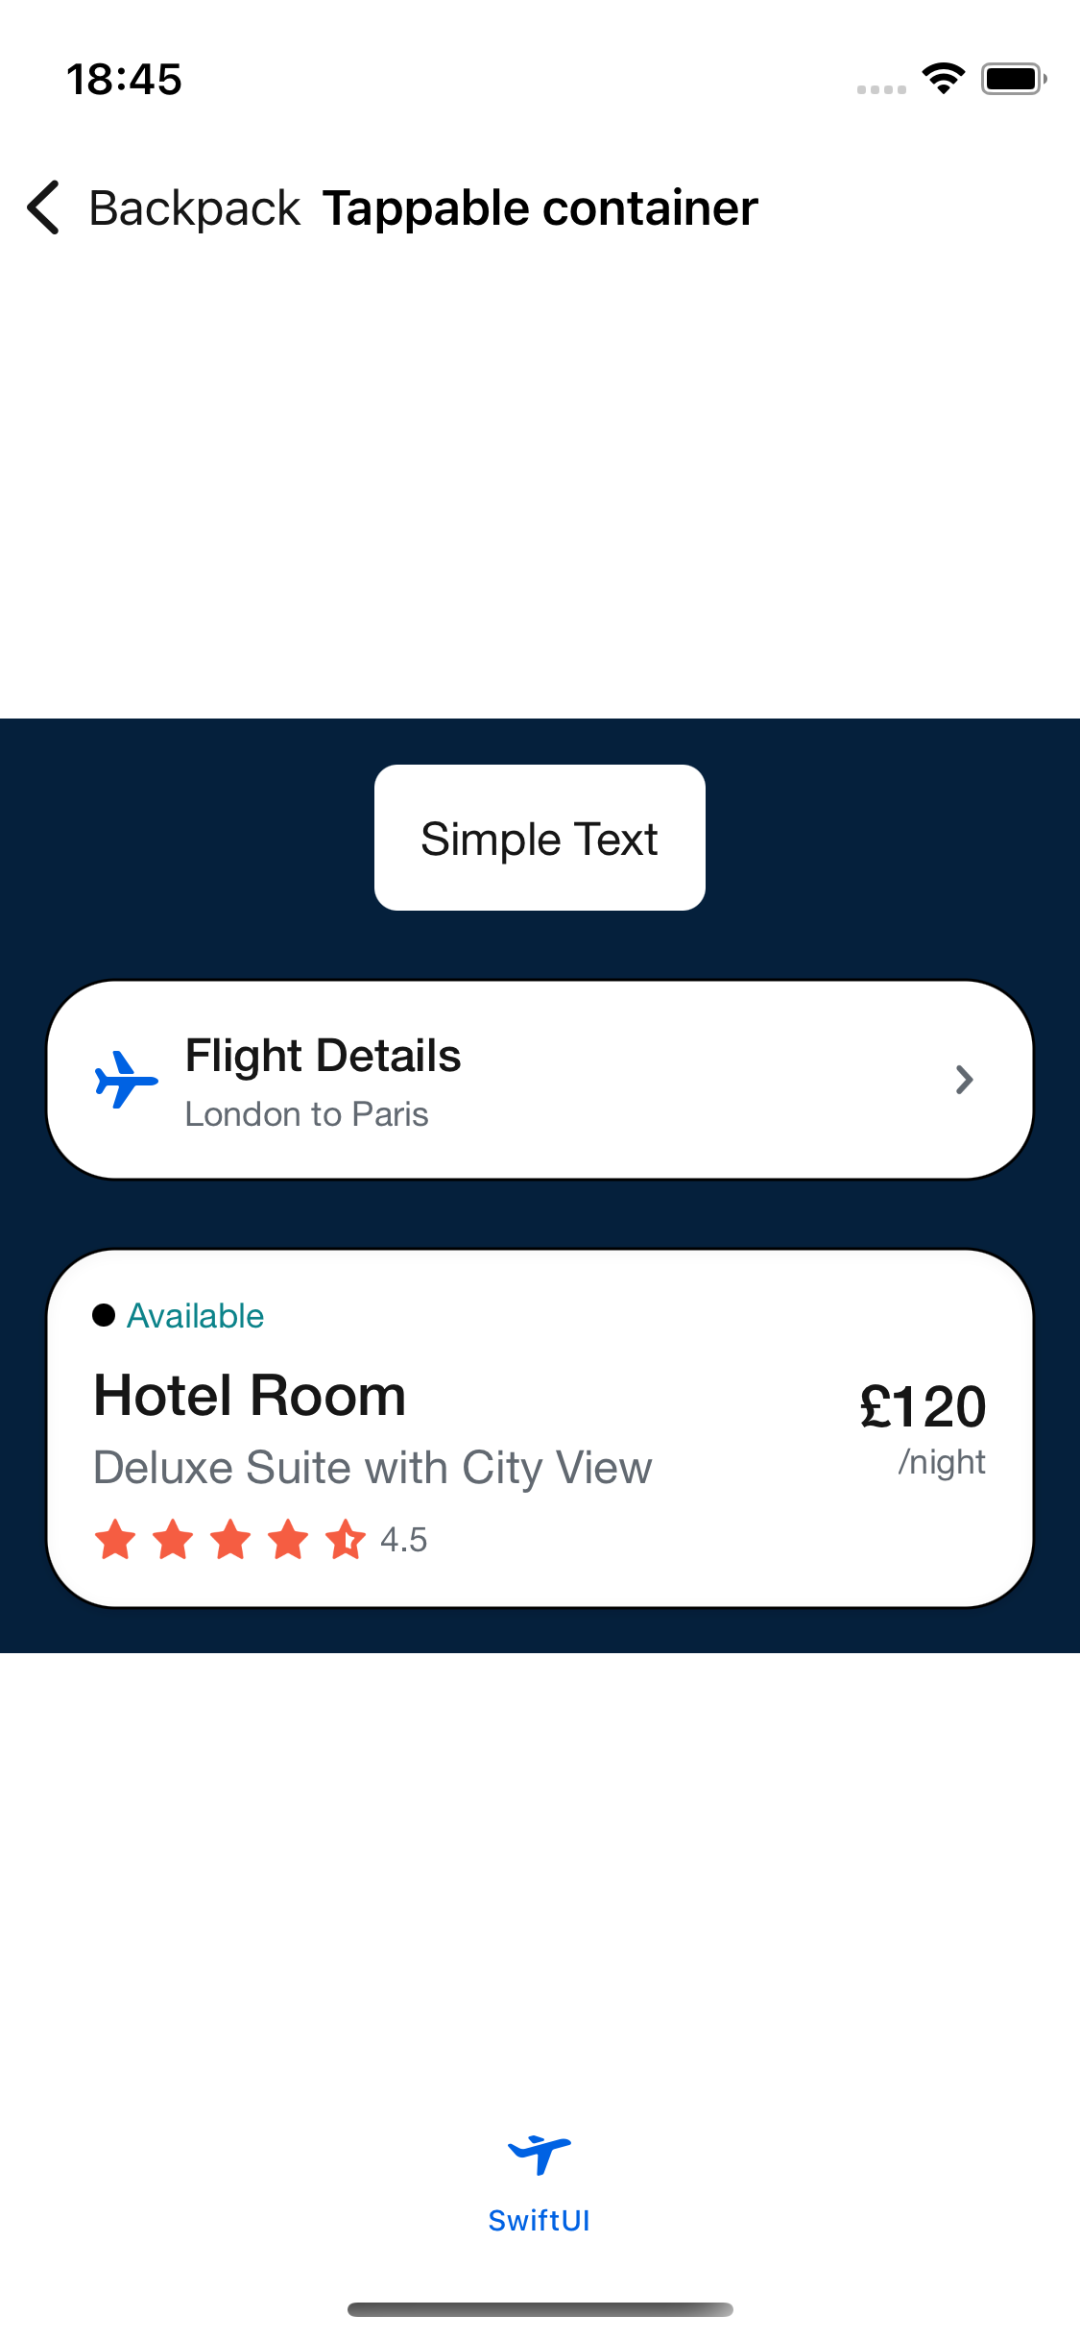 18:45
Backpack Tappable container
Simple Text
Flight Details
London to Paris
Available
Hotel Room
£120
Deluxe Suite with City View
/night
4.5
SwiftUI